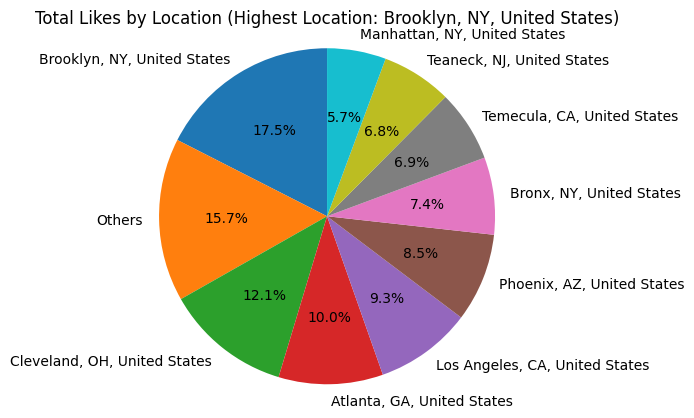 Total Likes by Location (Highest Location: Brooklyn, NY, United States)
Manhattan, NY, United States
Brooklyn, NY, United States
Teaneck, NJ, United States
Temecula, CA, United States
5.7%
17.5%
6.8%
6.9%
Bronx, NY, United States
7.4%
Others
15.7%
8.5%
Phoenix, AZ, United States
12.1%
9.3%
10.0%
Cleveland, OH, United States
Los Angeles, CA, United States
Atlanta, GA, United States